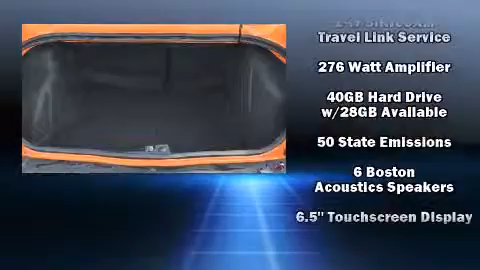 Travel Link Service
276 Watt Amplifier
40GB Hard Drive
w/28GB Available
50 State Emissions
6 Boston
Acoustics Speakers
6.5" Touchscreen Display